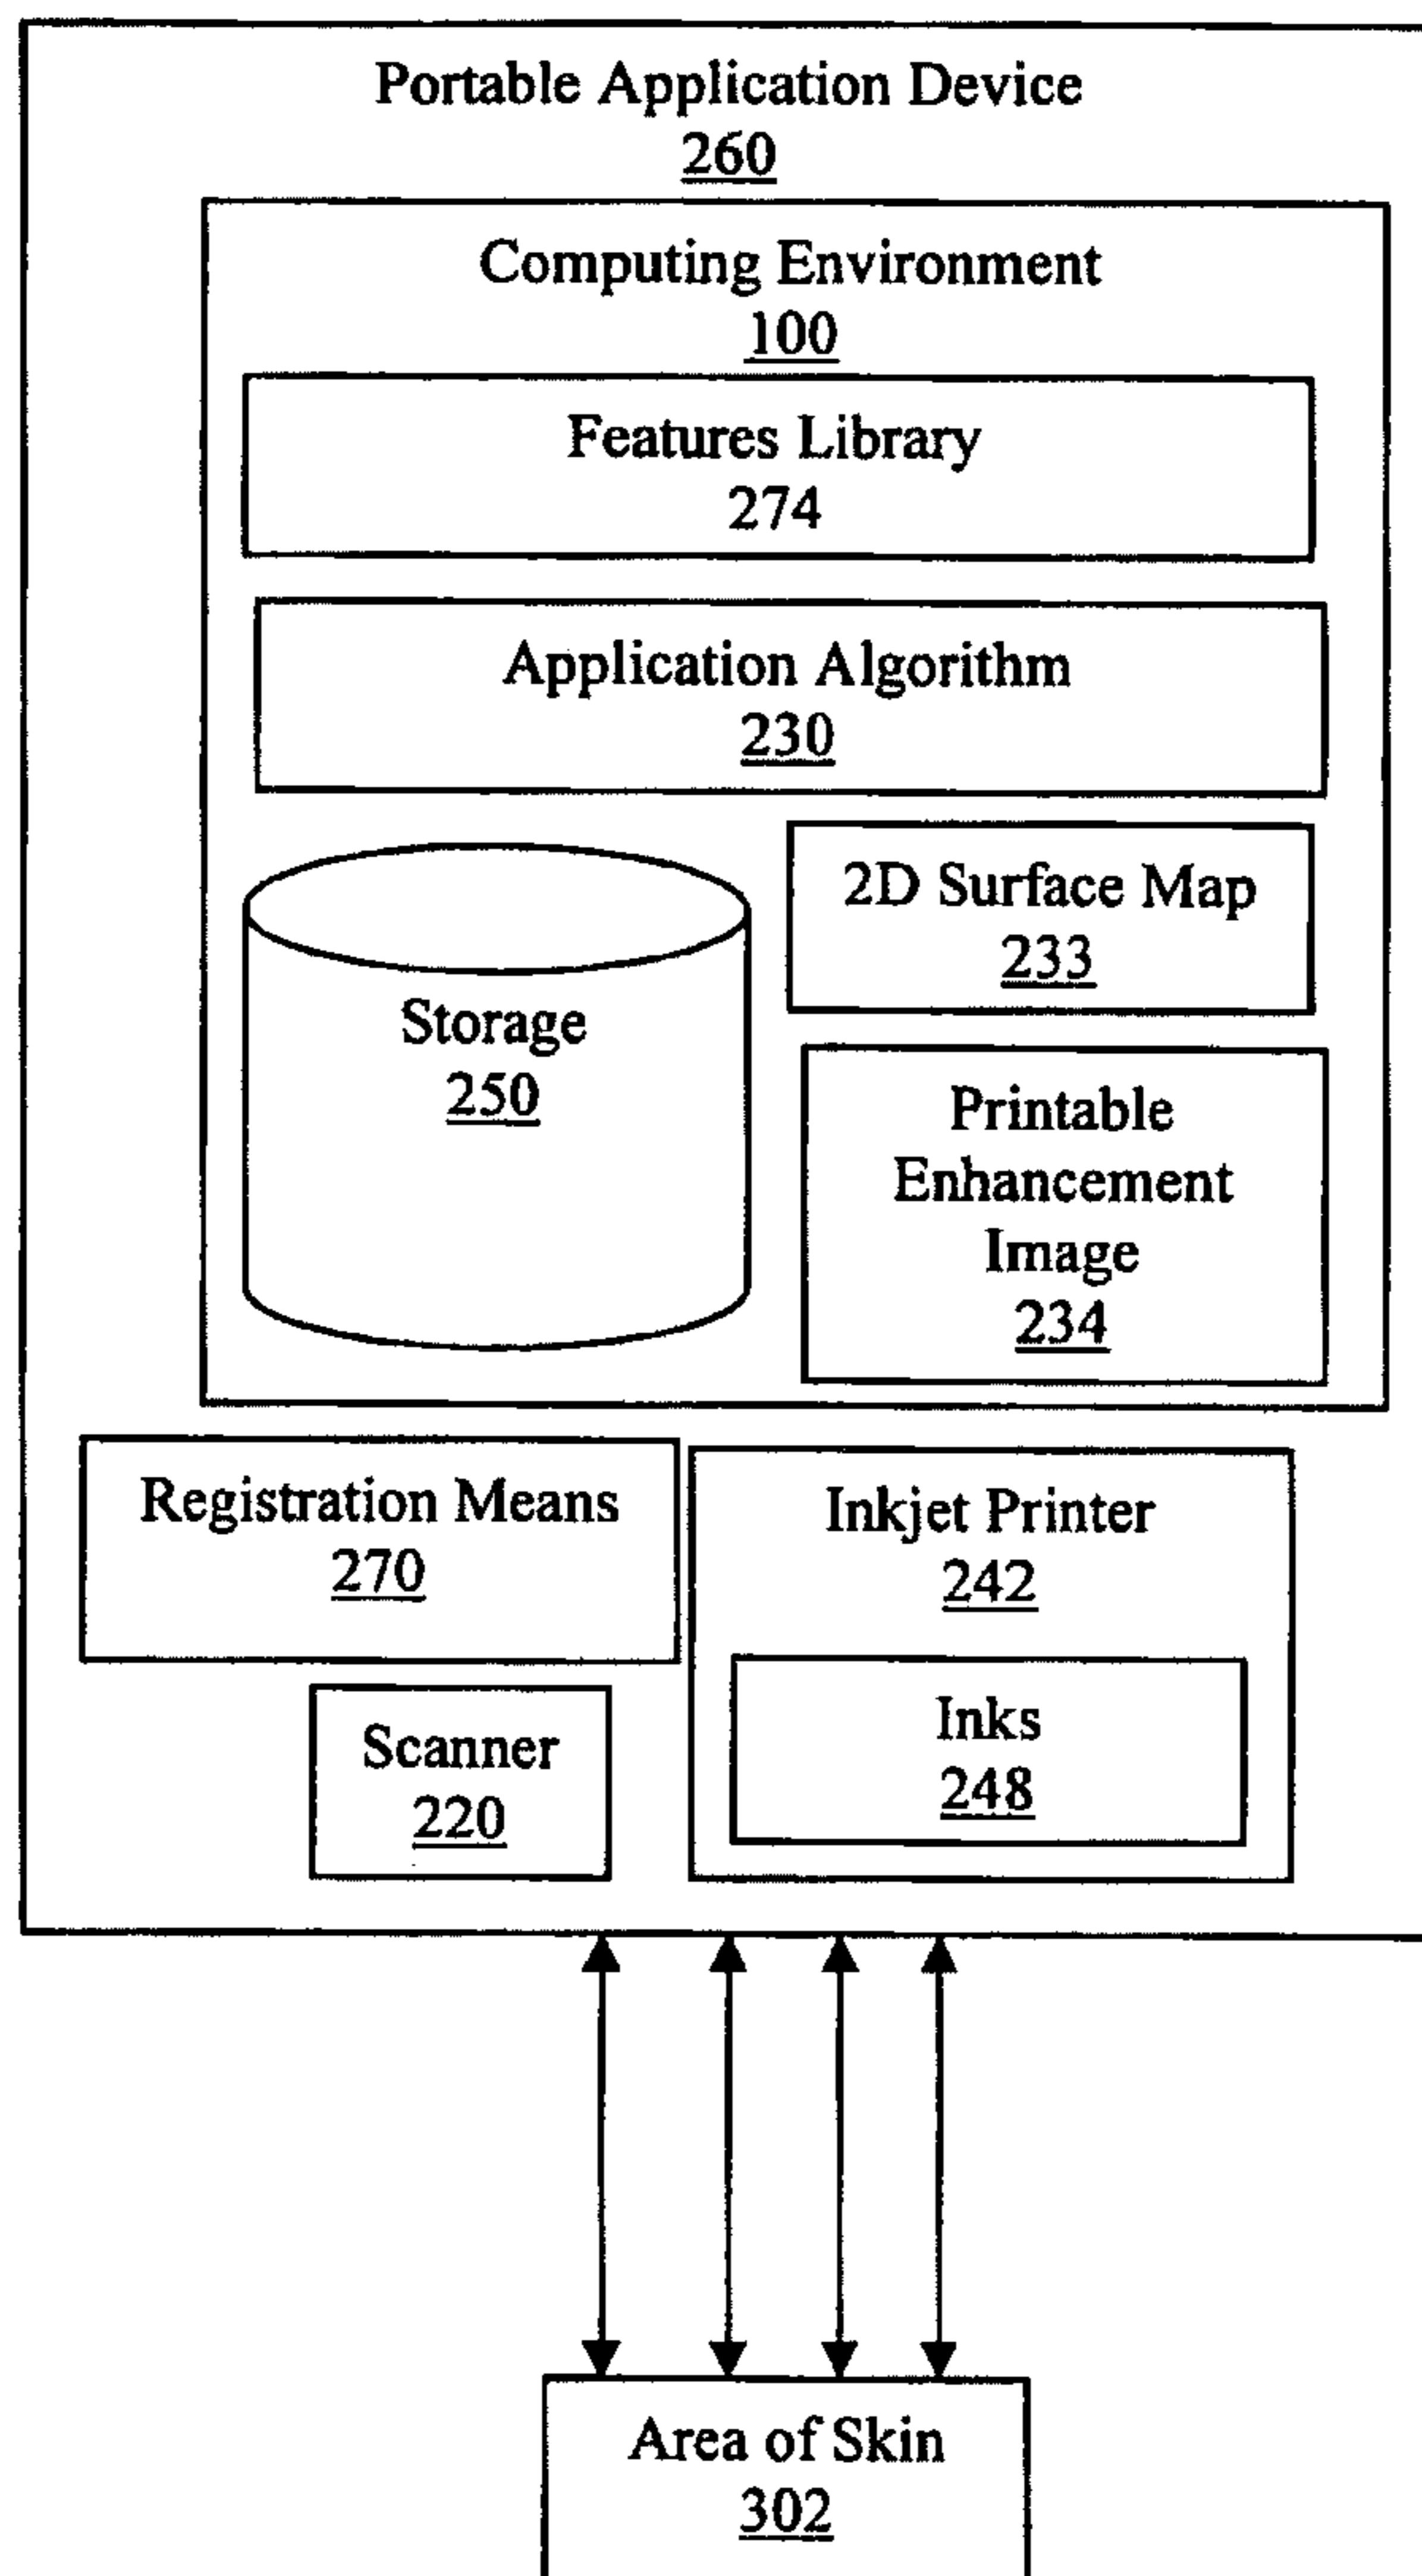 Portable Application Device
260
Computing Environment
100
Features Library
274
Application Algorithm
230
2D Surface Map
233
Storage
250
Printable
Enhancement
Image
234
Registration Means
270
Inkjet Printer
242
Scanner
220
Inks
248
Area of Skin
302